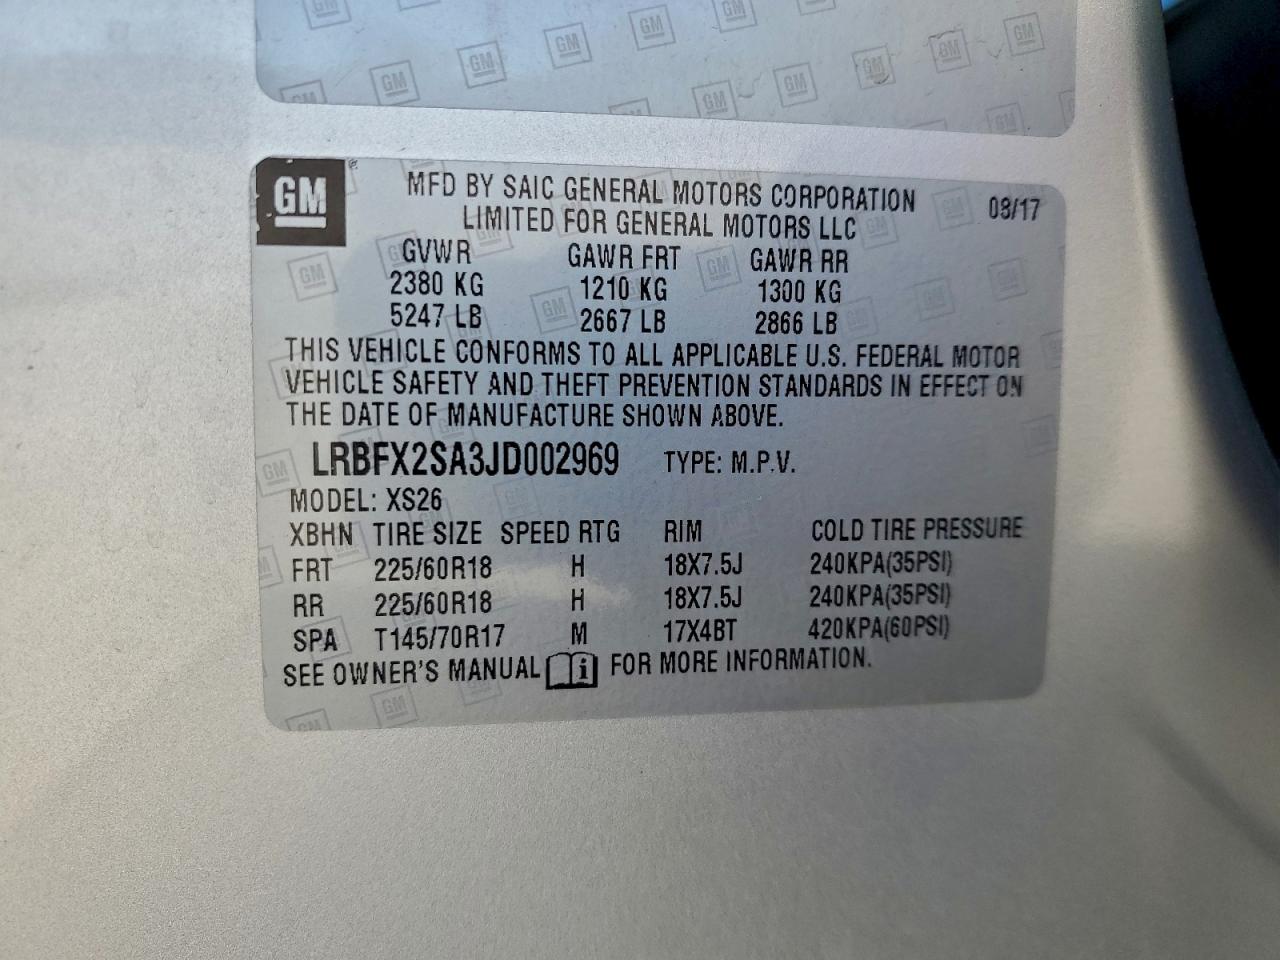 GM ®
MFD BY SAIC GENERAL MOTORS CORPORATION
LIMITED FOR GENERAL MOTORS LLC
08/17
GVWR GAWR FRT GAWR RR
2380 KG 1210 KG 1300 KG
5247 LB 2667 LB 2866 LB
THIS VEHICLE CONFORMS TO ALL APPLICABLE U.S. FEDERAL MOTOR
VEHICLE SAFETY AND THEFT PREVENTION STANDARDS IN EFFECT ON
THE DATE OF MANUFACTURE SHOWN ABOVE.
LRBFX2SA3JD002969 TYPE: M.P.V.
MODEL: XS26
XBHN TIRE SIZE SPEED RTG RIM COLD TIRE PRESSURE
FRT 225/60R18 H 18X7.5J 240KPA(35PSI)
RR 225/60R18 H 18X7.5J 240KPA(35PSI)
SPA T145/70R17 M 17X4BT 420KPA(60PSI)
SEE OWNER'S MANUAL i FOR MORE INFORMATION.